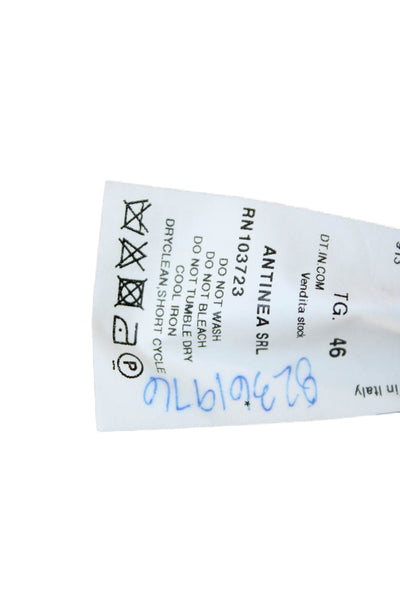 TG. 46
DT.IN.COM
Vendita stock
ANTINEA SRL
RN103723
DO NOT WASH
DO NOT BLEACH
DO NOT TUMBLE DRY
COOL IRON
DRYCLEAN,SHORT CYCLE
P
82361976
in Italy